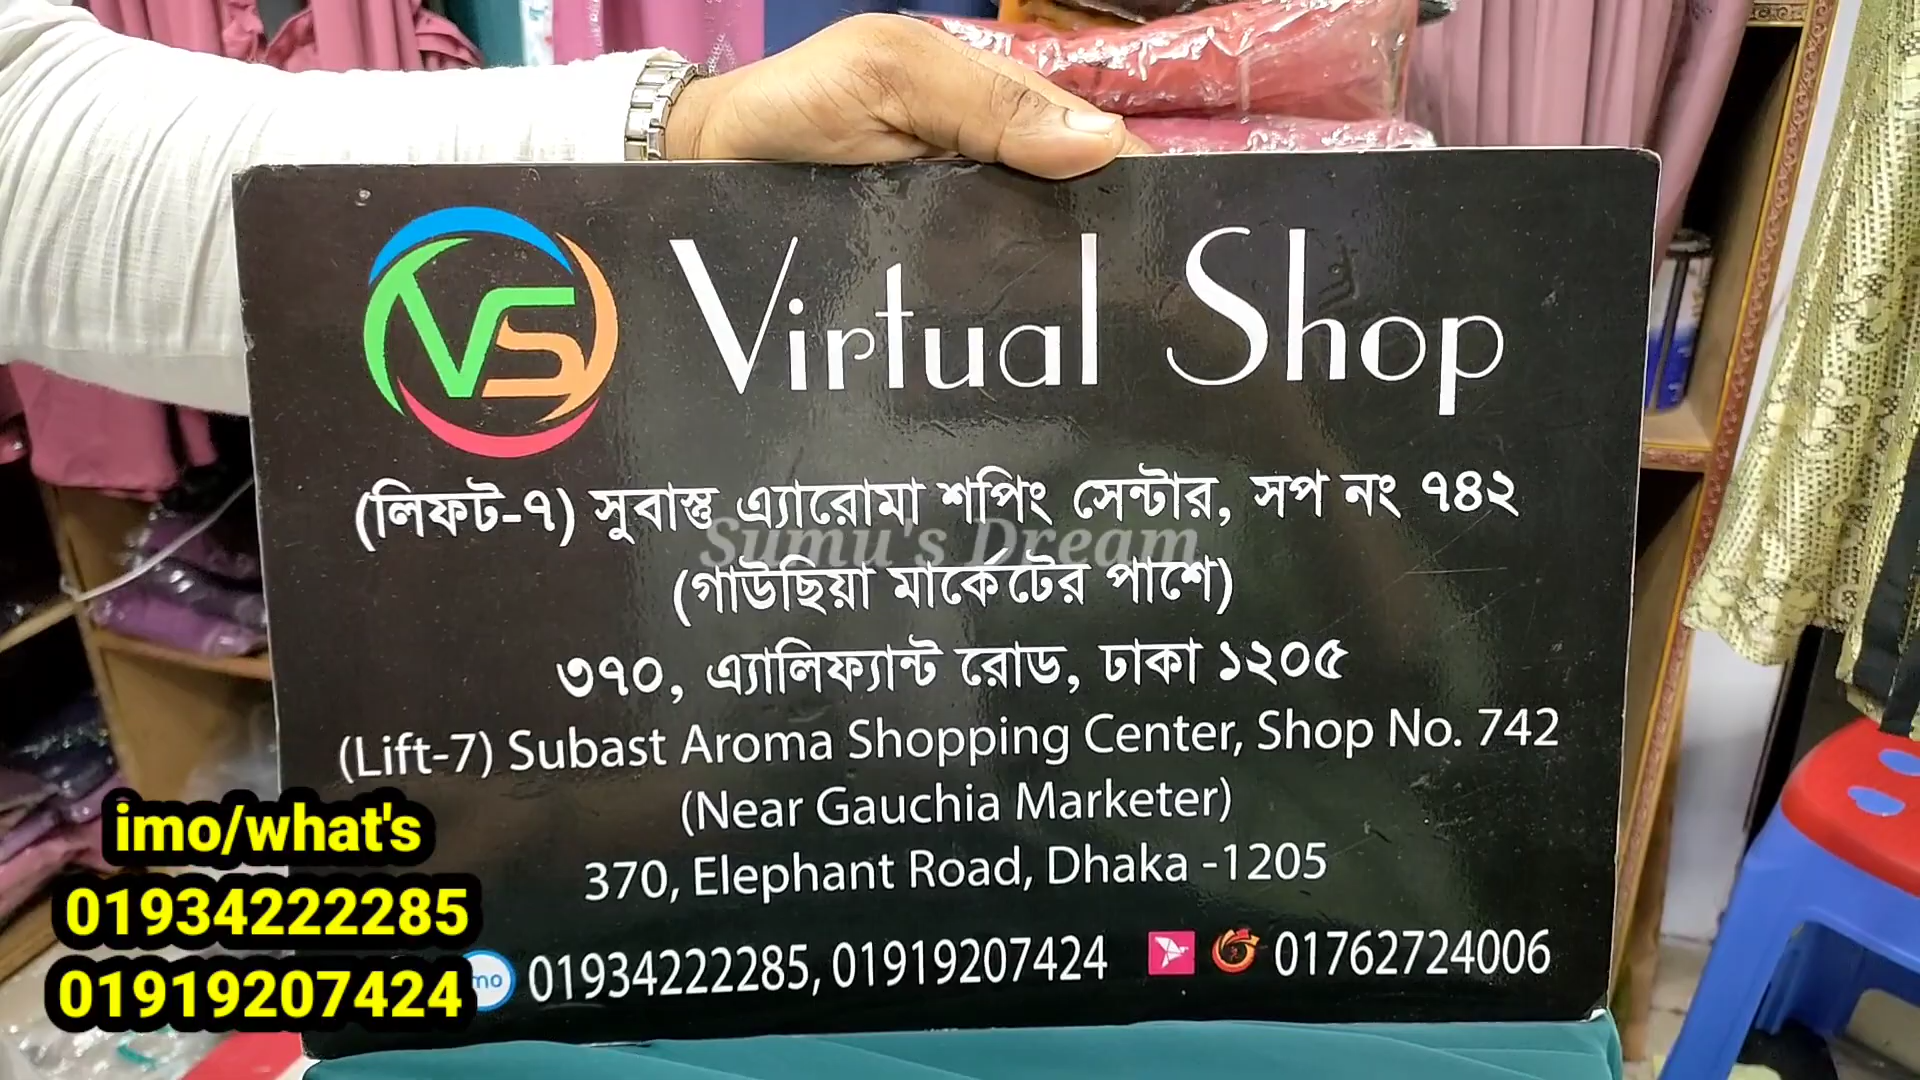 VS Virtual Shop
(লিফট-৭) সুবাস্তু এ্যারোমা শপিং সেন্টার, সপ নং ৭৪২
Sumu's Dream
(গাউছিয়া মার্কেটের পাশে)
৩৭০, এ্যালিফ্যান্ট রোড, ঢাকা ১২০৫
(Lift-7) Subast Aroma Shopping Center, Shop No. 742
(Near Gauchia Marketer)
370, Elephant Road, Dhaka -1205
mo 01934222285, 01919207424 01762724006
imo/what's
01934222285
01919207424